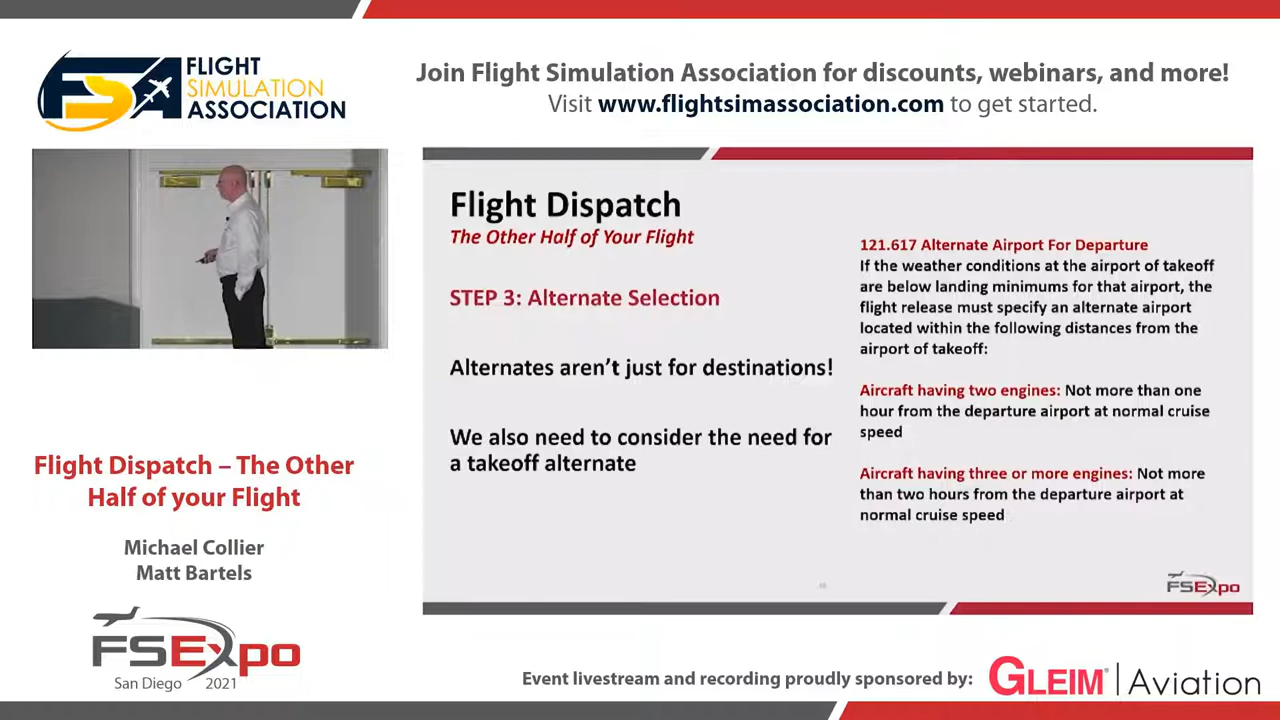 FSA
FLIGHT
SIMULATION
ASSOCIATION
Join Flight Simulation Association for discounts, webinars, and more!
Visit www.flightsimassociation.com to get started.
Flight Dispatch
The Other Half of Your Flight
STEP 3: Alternate Selection
Alternates aren't just for destinations!
We also need to consider the need for
a takeoff alternate
121.617 Alternate Airport For Departure
If the weather conditions at the airport of takeoff
are below landing minimums for that airport, the
flight release must specify an alternate airport
located within the following distances from the
airport of takeoff:
Aircraft having two engines: Not more than one
hour from the departure airport at normal cruise
speed
Aircraft having three or more engines: Not more
than two hours from the departure airport at
normal cruise speed
FSExpo
Flight Dispatch – The Other
Half of your Flight
Michael Collier
Matt Bartels
FSExpo
San Diego 2021
Event livestream and recording proudly sponsored by:
GLEIM® | Aviation